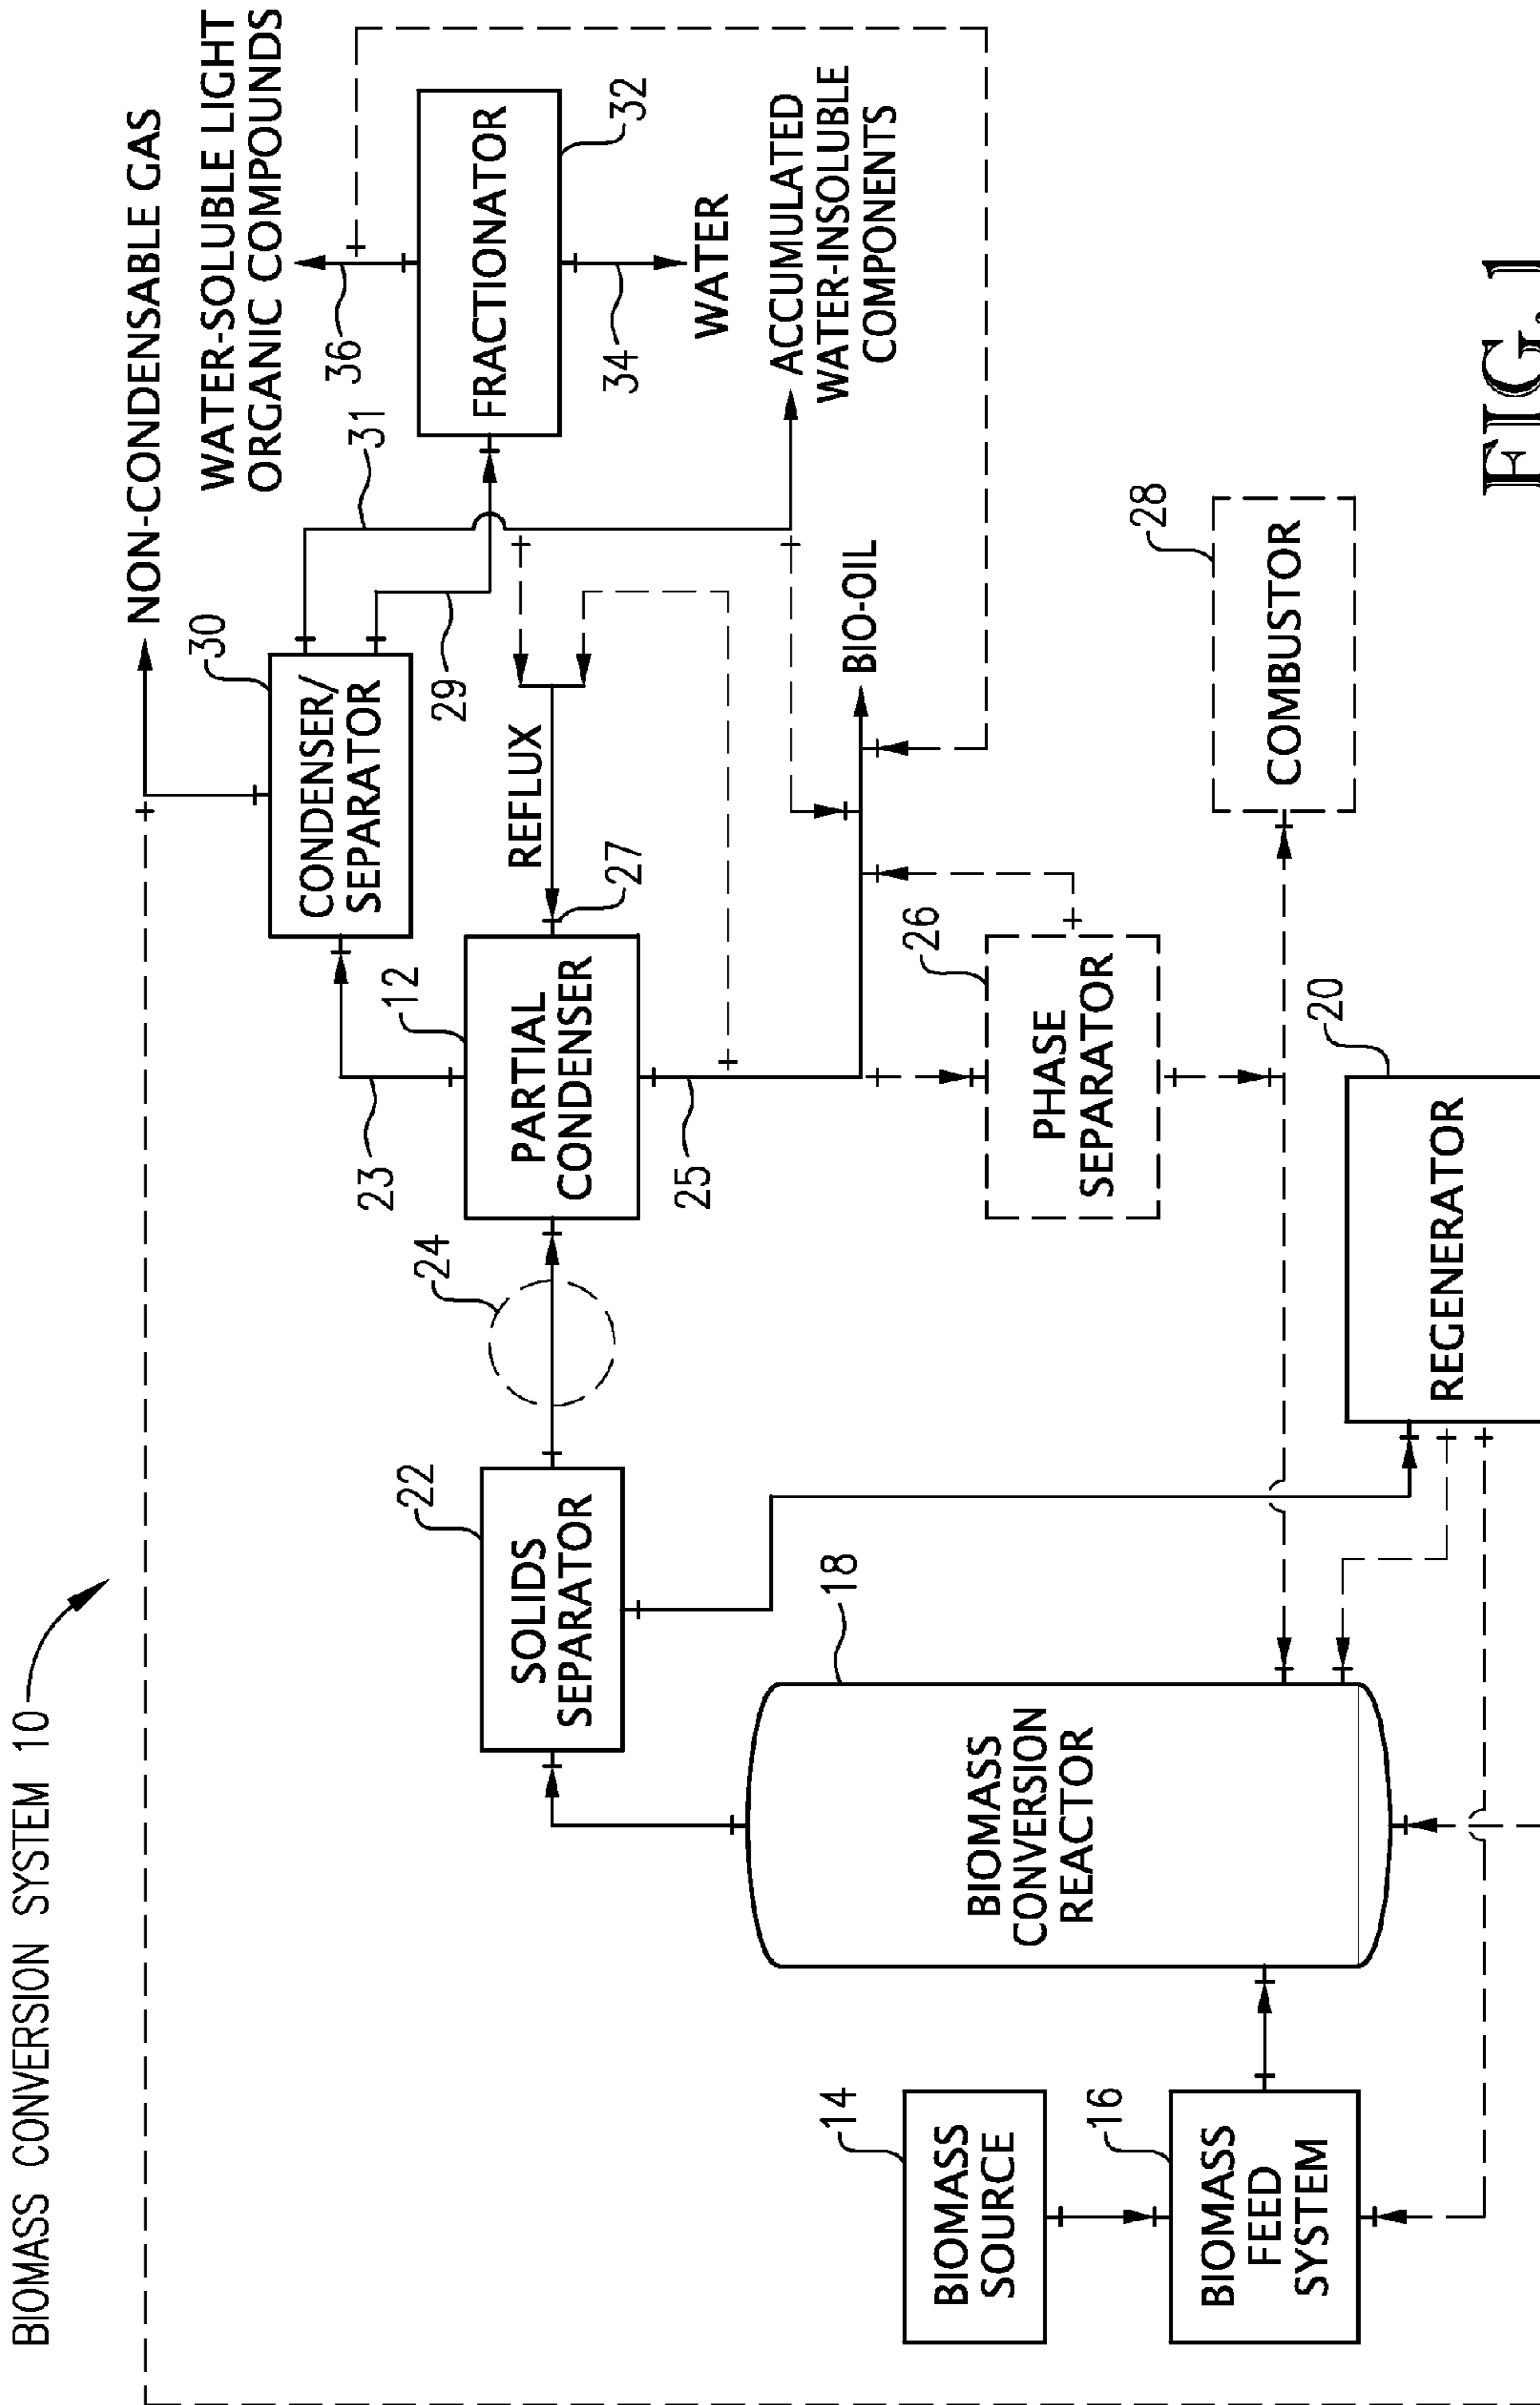 BIOMASS CONVERSION SYSTEM 10
NON-CONDENSABLE GAS
WATER-SOLUBLE LIGHT
ORGANIC COMPOUNDS
36
31
30
CONDENSER/
SEPARATOR
29
FRACTIONATOR
32
34
WATER
ACCUMULATED
WATER-INSOLUBLE
COMPONENTS
23
12
PARTIAL
CONDENSER
REFLUX
27
25
BIO-OIL
24
22
SOLIDS
SEPARATOR
26
PHASE
SEPARATOR
28
COMBUSTOR
18
BIOMASS
CONVERSION
REACTOR
20
REGENERATOR
14
BIOMASS
SOURCE
16
BIOMASS
FEED
SYSTEM
FIG. 1